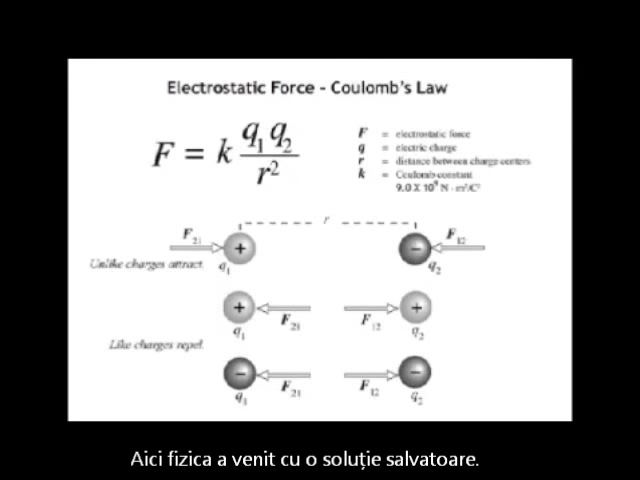 Electrostatic Force - Coulomb's Law
F = k q1 q2 / r²
F = electrostatic force
q = electric charge
r = distance between charge centers
k = Coulomb constant
9.0 X 10⁹ N · m²/C²
r
F21
F12
+
−
Unlike charges attract.
q1
q2
+
+
F21
F12
q1
q2
Like charges repel.
−
−
F21
F12
q1
q2
Aici fizica a venit cu o soluție salvatoare.